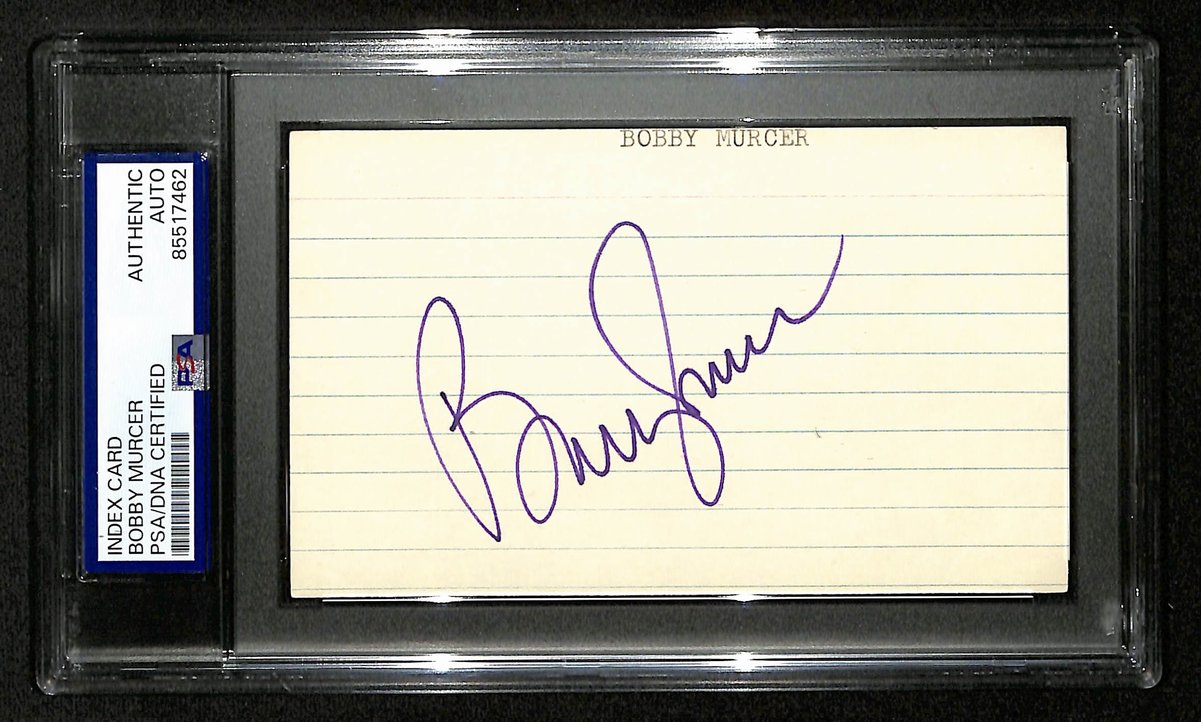 INDEX CARD
BOBBY MURCER
PSA/DNA CERTIFIED
AUTHENTIC
AUTO
85517462
PSA
BOBBY MURCER
Bobby Murcer